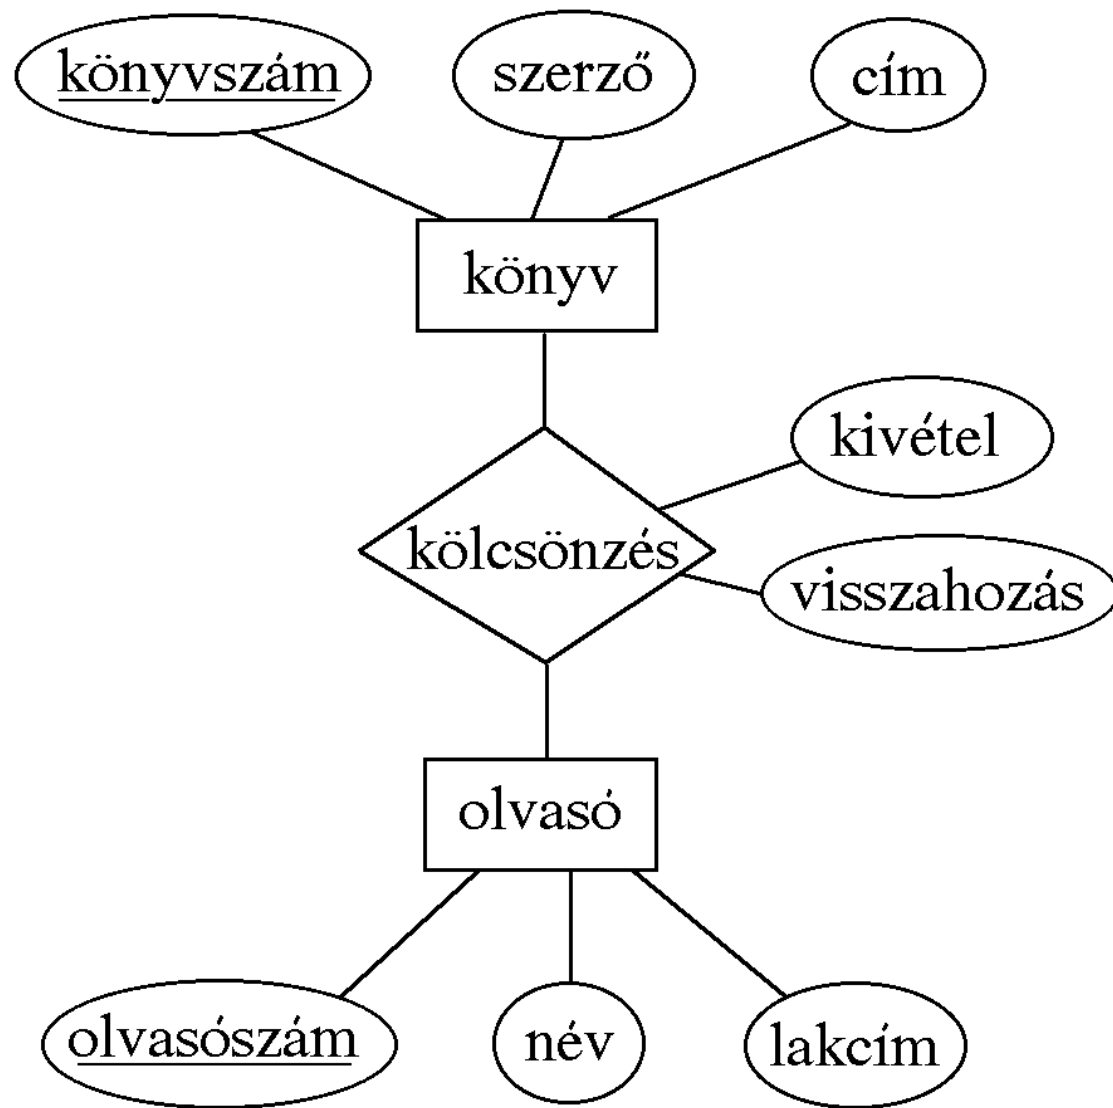 könyvszám
szerző
cím
könyv
kivétel
kölcsönzés
visszahozás
olvasó
olvasószám
név
lakcím